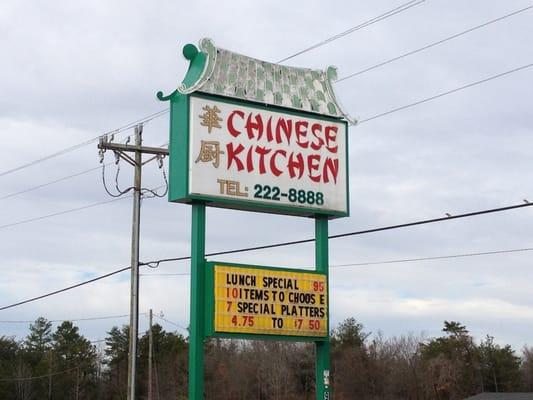 華厨
CHINESE
KITCHEN
TEL: 222-8888
LUNCH SPECIAL 95
10 ITEMS TO CHOOS E
7 SPECIAL PLATTERS
4.75 TO $7.50